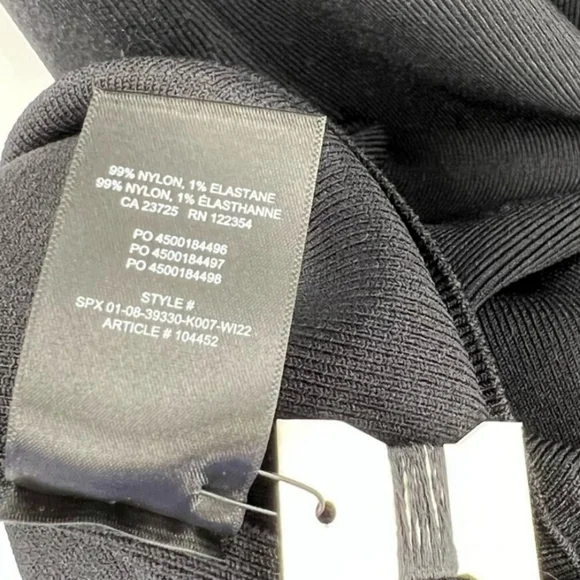 99% NYLON, 1% ELASTANE
99% NYLON, 1% ÉLASTHANNE
CA 23725 RN 122354
PO 4500184496
PO 4500184497
PO 4500184498
STYLE #
SPX 01-08-39330-K007-WI22
ARTICLE # 104452